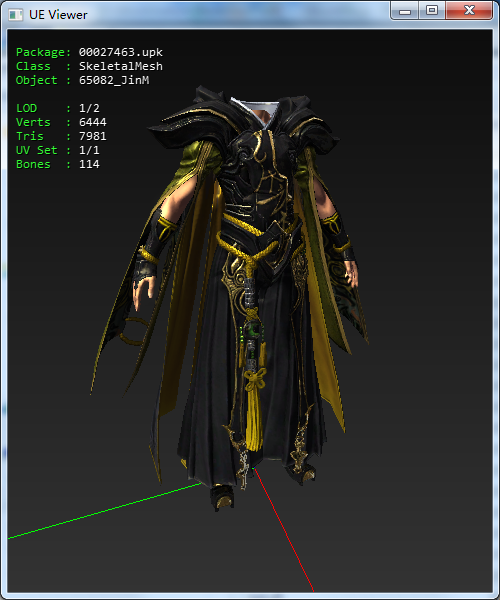 UE Viewer
Package: 00027463.upk
Class  : SkeletalMesh
Object : 65082_JinM
LOD    : 1/2
Verts  : 6444
Tris   : 7981
UV Set : 1/1
Bones  : 114